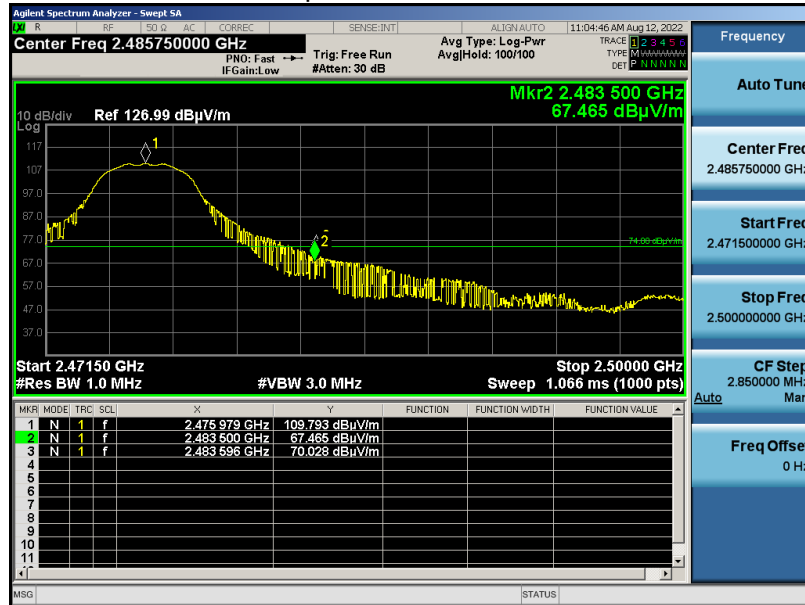 Agilent Spectrum Analyzer - Swept SA
LXI R RF 50 Ω AC CORREC SENSE:INT ALIGN AUTO 11:04:46 AM Aug 12, 2022
Center Freq 2.485750000 GHz
PNO: Fast
IFGain:Low
Trig: Free Run
#Atten: 30 dB
Avg Type: Log-Pwr
Avg|Hold: 100/100
TRACE 1 2 3 4 5 6
TYPE M
DET P N N N N N
Mkr2 2.483 500 GHz
67.465 dBµV/m
10 dB/div Ref 126.99 dBµV/m
Log
117
107
97.0
87.0
77.0
67.0
57.0
47.0
37.0
1
2
74.00 dBµV/m
Start 2.47150 GHz Stop 2.50000 GHz
#Res BW 1.0 MHz #VBW 3.0 MHz Sweep 1.066 ms (1000 pts)
MKR MODE TRC SCL X Y FUNCTION FUNCTION WIDTH FUNCTION VALUE
1 N 1 f 2.475 979 GHz 109.793 dBµV/m
2 N 1 f 2.483 500 GHz 67.465 dBµV/m
3 N 1 f 2.483 596 GHz 70.028 dBµV/m
4
5
6
7
8
9
10
11
MSG STATUS
Frequency
Auto Tune
Center Freq
2.485750000 GHz
Start Freq
2.471500000 GHz
Stop Freq
2.500000000 GHz
CF Step
2.850000 MHz
Auto Man
Freq Offset
0 Hz